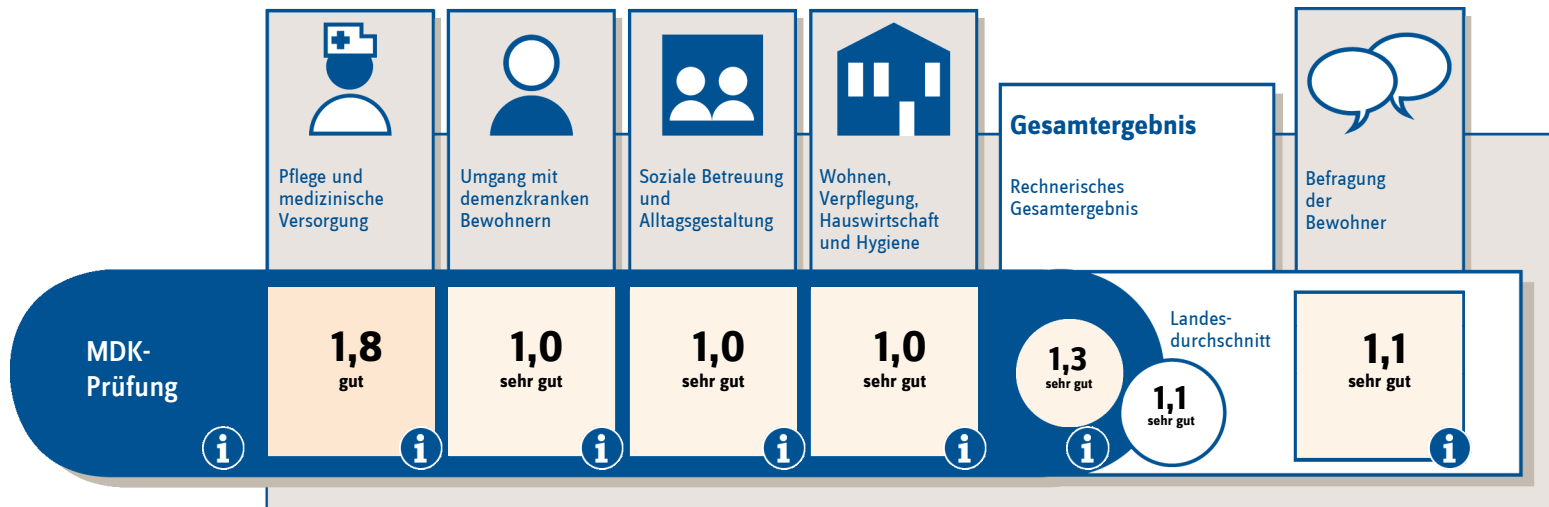 Pflege und
medizinische
Versorgung
Umgang mit
demenzkranken
Bewohnern
Soziale Betreuung
und
Alltagsgestaltung
Wohnen,
Verpflegung,
Hauswirtschaft
und Hygiene
Gesamtergebnis
Rechnerisches
Gesamtergebnis
Befragung
der
Bewohner
MDK-
Prüfung
i
1,8
gut
i
1,0
sehr gut
i
1,0
sehr gut
i
1,0
sehr gut
i
1,3
sehr gut
i
Landes-
durchschnitt
1,1
sehr gut
1,1
sehr gut
i